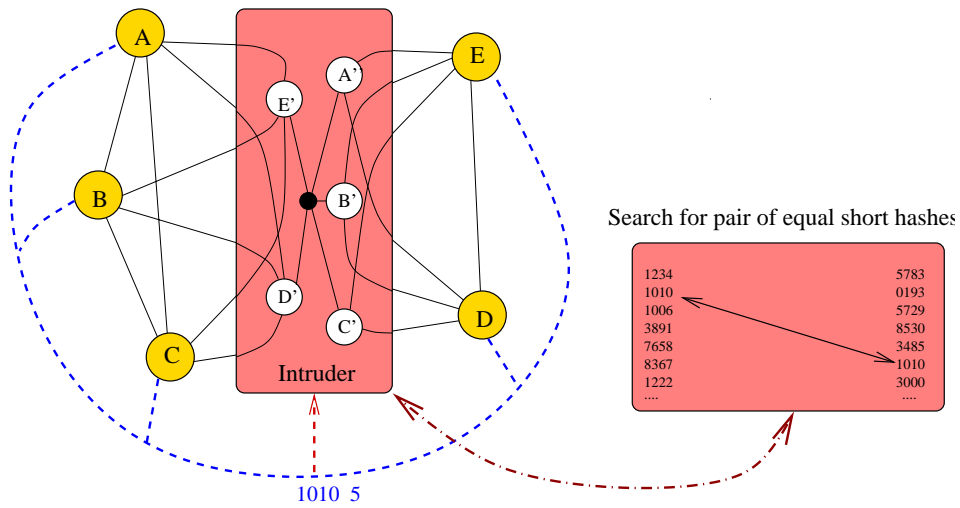 A
E
A''
E'
B
B'
Search for pair of equal short hashes
1234 5783
1010 0193
1006 5729
3891 8530
7658 3485
8367 1010
1222 3000
.... ....
D'
C'
D
C
Intruder
1010 5